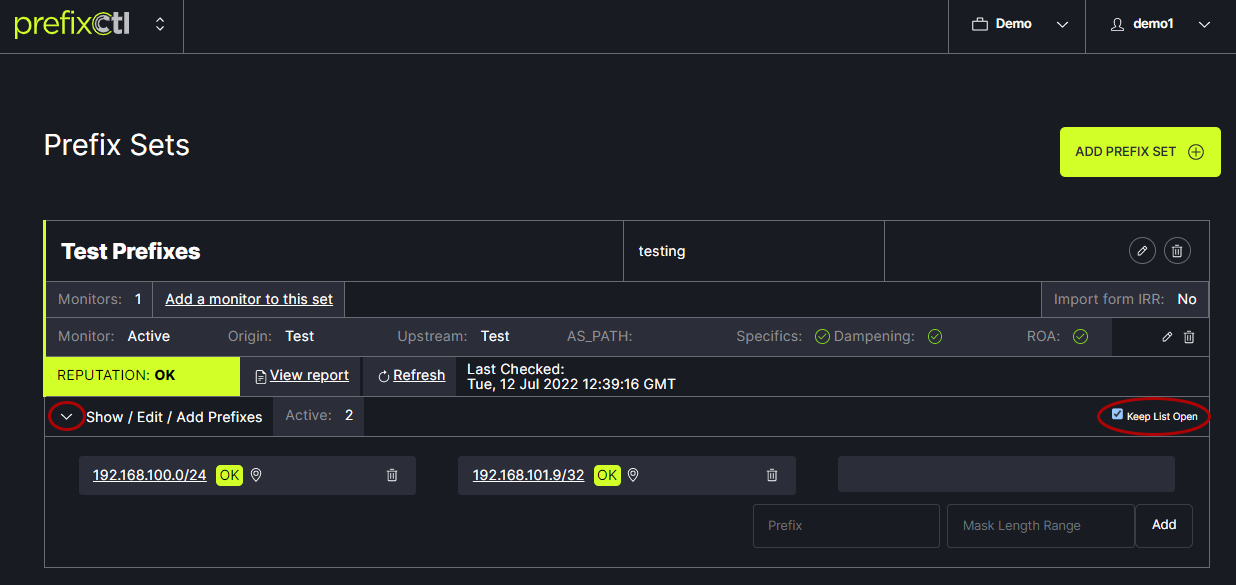 prefixctl
Demo
demo1
Prefix Sets
ADD PREFIX SET
Test Prefixes
testing
Monitors: 1
Add a monitor to this set
Import form IRR: No
Monitor: Active
Origin: Test
Upstream: Test
AS_PATH:
Specifics:
Dampening:
ROA:
REPUTATION: OK
View report
Refresh
Last Checked:
Tue, 12 Jul 2022 12:39:16 GMT
Show / Edit / Add Prefixes
Active: 2
Keep List Open
192.168.100.0/24 OK
192.168.101.9/32 OK
Prefix
Mask Length Range
Add